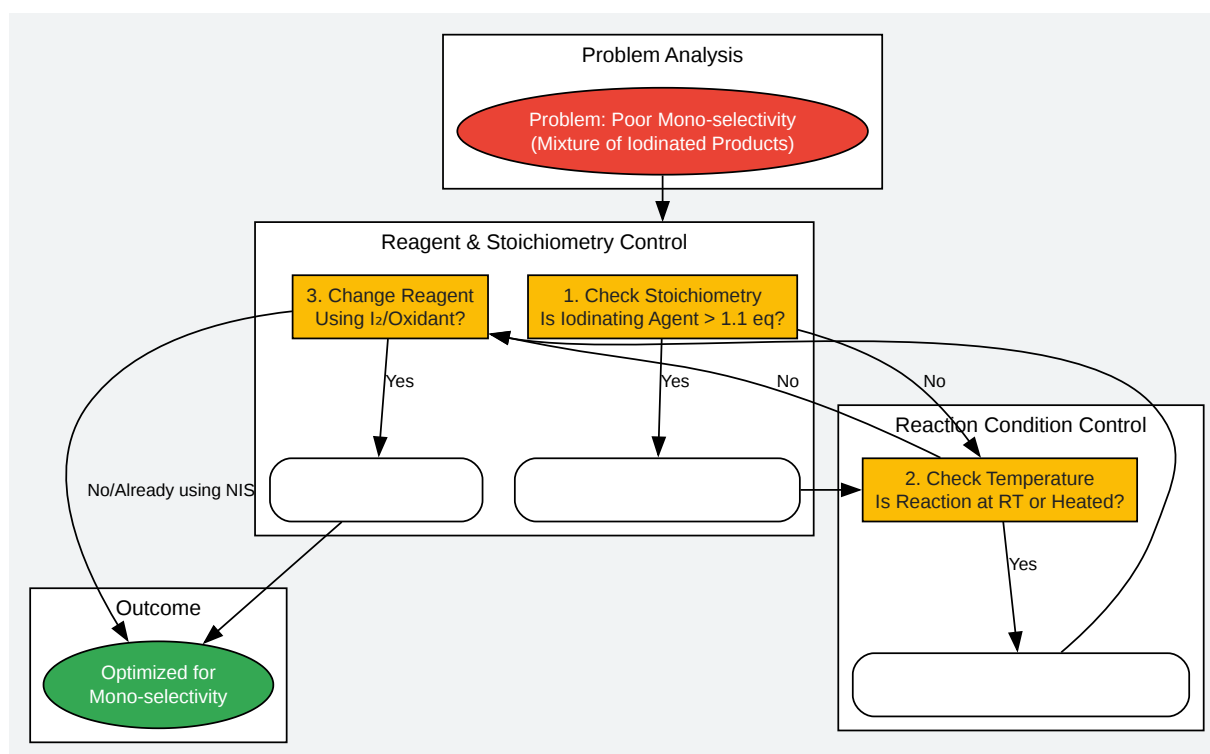 Problem Analysis
Problem: Poor Mono-selectivity
(Mixture of Iodinated Products)
Reagent & Stoichiometry Control
3. Change Reagent
Using I₂/Oxidant?
1. Check Stoichiometry
Is Iodinating Agent > 1.1 eq?
Yes
Yes
No
No
Reaction Condition Control
2. Check Temperature
Is Reaction at RT or Heated?
No/Already using NIS
Yes
Outcome
Optimized for
Mono-selectivity